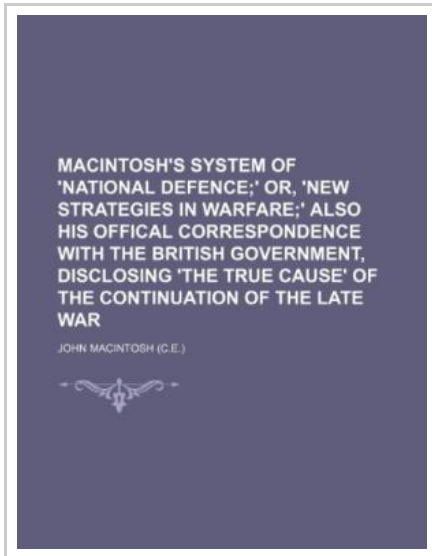 MACINTOSH'S SYSTEM OF
'NATIONAL DEFENCE;' OR, 'NEW
STRATEGIES IN WARFARE;' ALSO
HIS OFFICAL CORRESPONDENCE
WITH THE BRITISH GOVERNMENT,
DISCLOSING 'THE TRUE CAUSE' OF
THE CONTINUATION OF THE LATE
WAR
JOHN MACINTOSH (C.E.)